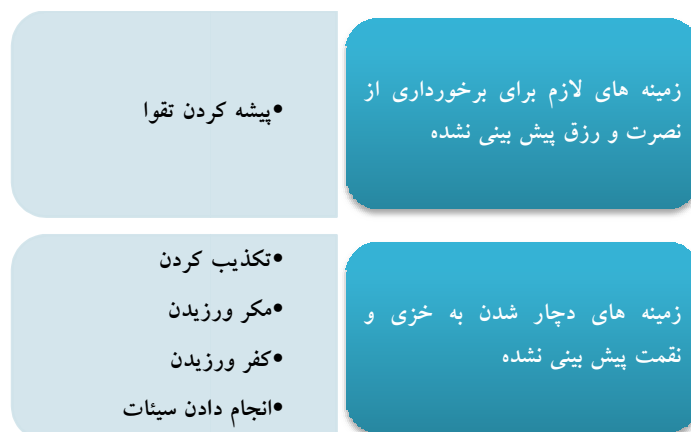 زمینه های لازم برای برخورداری از
نصرت و رزق پیش بینی نشده
•پیشه کردن تقوا
زمینه های دچار شدن به خزی و
نقمت پیش بینی نشده
•تکذیب کردن
•مکر ورزیدن
•کفر ورزیدن
•انجام دادن سیئات